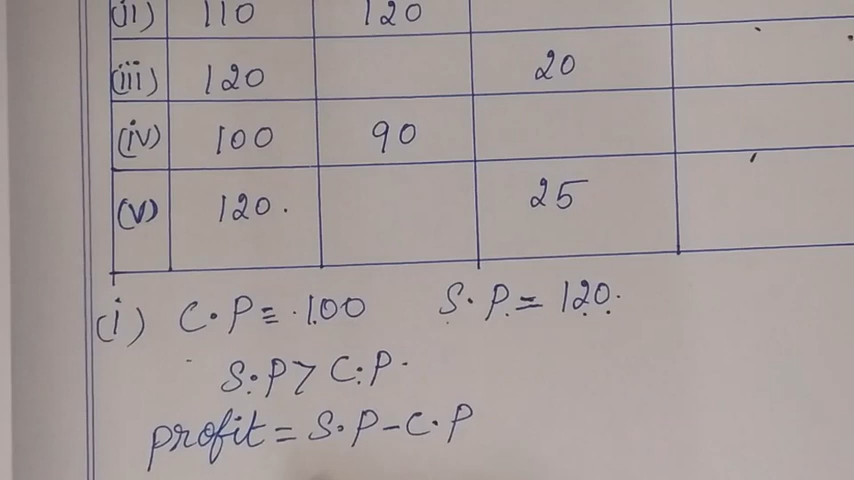 (ii) 110 120
(iii) 120 20
(iv) 100 90
(v) 120. 25
(i) C.P = 100 S.P. = 120.
S.P > C.P.
profit = S.P - C.P